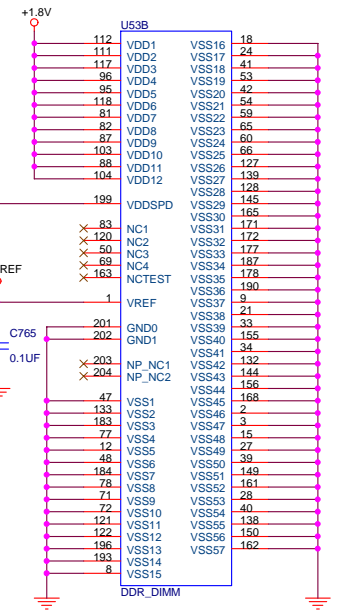 +1.8V
U53B
112 VDD1 VSS16 18
111 VDD2 VSS17 24
117 VDD3 VSS18 41
96 VDD4 VSS19 53
95 VDD5 VSS20 42
118 VDD6 VSS21 54
81 VDD7 VSS22 59
82 VDD8 VSS23 65
87 VDD9 VSS24 60
103 VDD10 VSS25 66
88 VDD11 VSS26 127
104 VDD12 VSS27 139
VSS28 128
199 VDDSPD VSS29 145
VSS30 165
83 NC1 VSS31 171
120 NC2 VSS32 172
50 NC3 VSS33 177
69 NC4 VSS34 187
163 NCTEST VSS35 178
REF
VSS36 190
1 VREF VSS37 9
VSS38 21
201 GND0 VSS39 33
C765
202 GND1 VSS40 155
VSS41 34
0.1UF
203 NP_NC1 VSS42 132
204 NP_NC2 VSS43 144
VSS44 156
47 VSS1 VSS45 168
133 VSS2 VSS46 2
183 VSS3 VSS47 3
77 VSS4 VSS48 15
12 VSS5 VSS49 27
48 VSS6 VSS50 39
184 VSS7 VSS51 149
78 VSS8 VSS52 161
71 VSS9 VSS53 28
72 VSS10 VSS54 40
121 VSS11 VSS55 138
122 VSS12 VSS56 150
196 VSS13 VSS57 162
193 VSS14
8 VSS15
DDR_DIMM